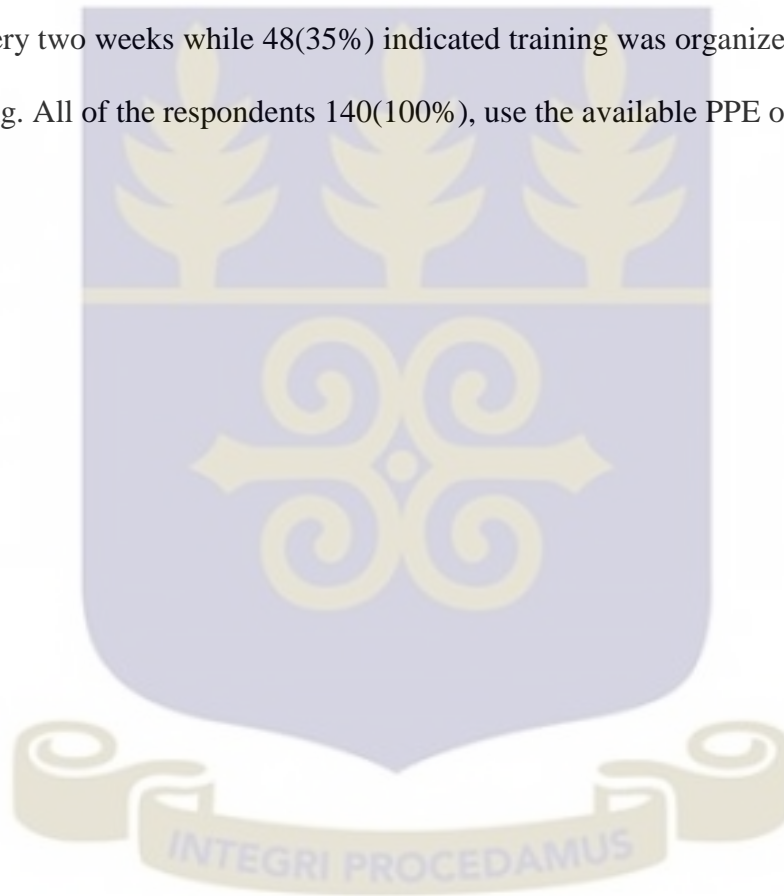 ery two weeks while 48(35%) indicated training was organize
g. All of the respondents 140(100%), use the available PPE o
INTEGRI PROCEDAMUS